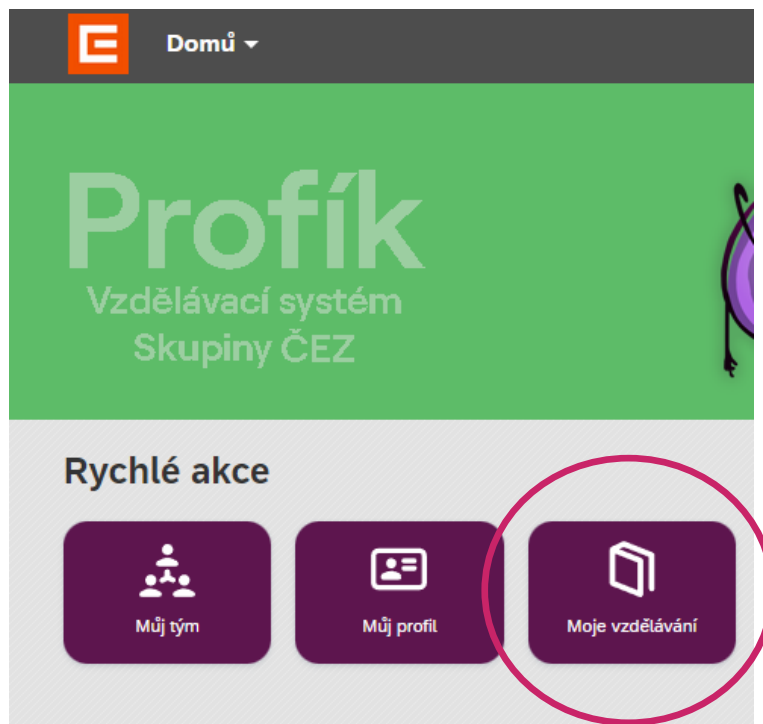 Domů
Profík
Vzdělávací systém
Skupiny ČEZ
Rychlé akce
Můj tým
Můj profil
Moje vzdělávání